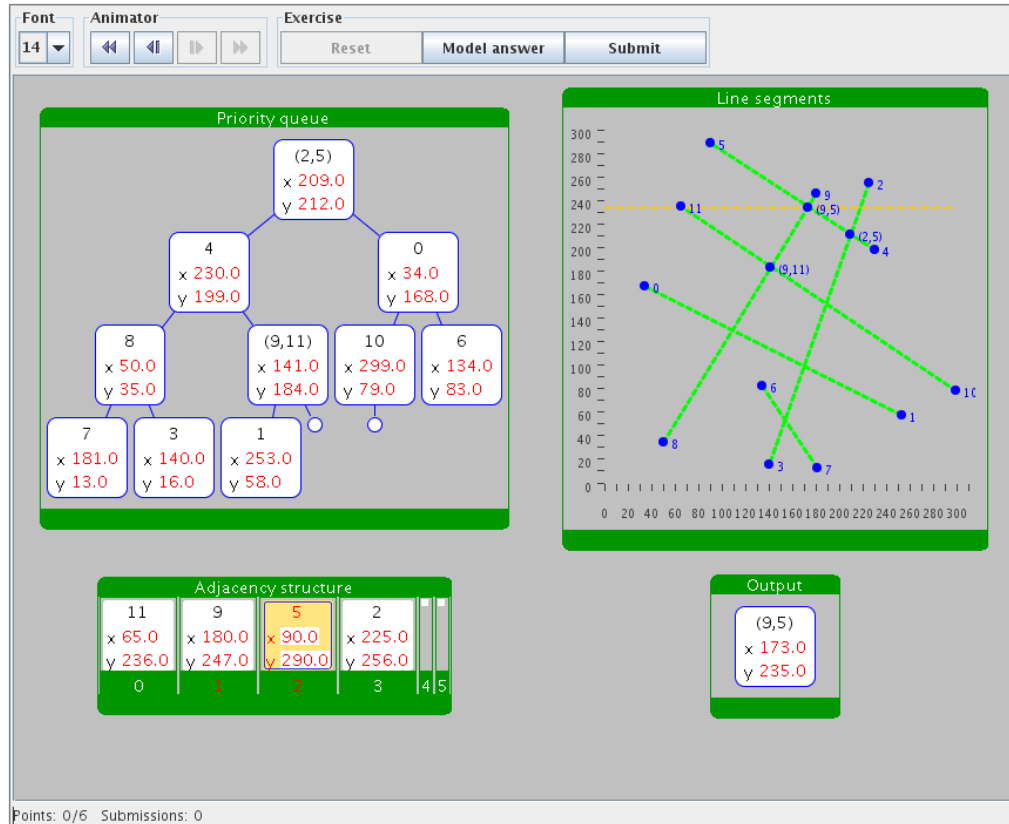 Font Animator Exercise
14 Reset Model answer Submit
Priority queue
(2,5)
x 209.0
y 212.0
4
x 230.0
y 199.0
0
x 34.0
y 168.0
8
x 50.0
y 35.0
(9,11)
x 141.0
y 184.0
10
x 299.0
y 79.0
6
x 134.0
y 83.0
7
x 181.0
y 13.0
3
x 140.0
y 16.0
1
x 253.0
y 58.0
Line segments
300
280
260
240
220
200
180
160
140
120
100
80
60
40
20
0
0 20 40 60 80 100 120 140 160 180 200 220 240 260 280 300
5
9
2
11
(9,5)
(2,5)
4
(9,11)
0
6
10
1
8
3
7
Adjacency structure
11
x 65.0
y 236.0
0
9
x 180.0
y 247.0
1
5
x 90.0
y 290.0
2
2
x 225.0
y 256.0
3
4 5
Output
(9,5)
x 173.0
y 235.0
Points: 0/6 Submissions: 0